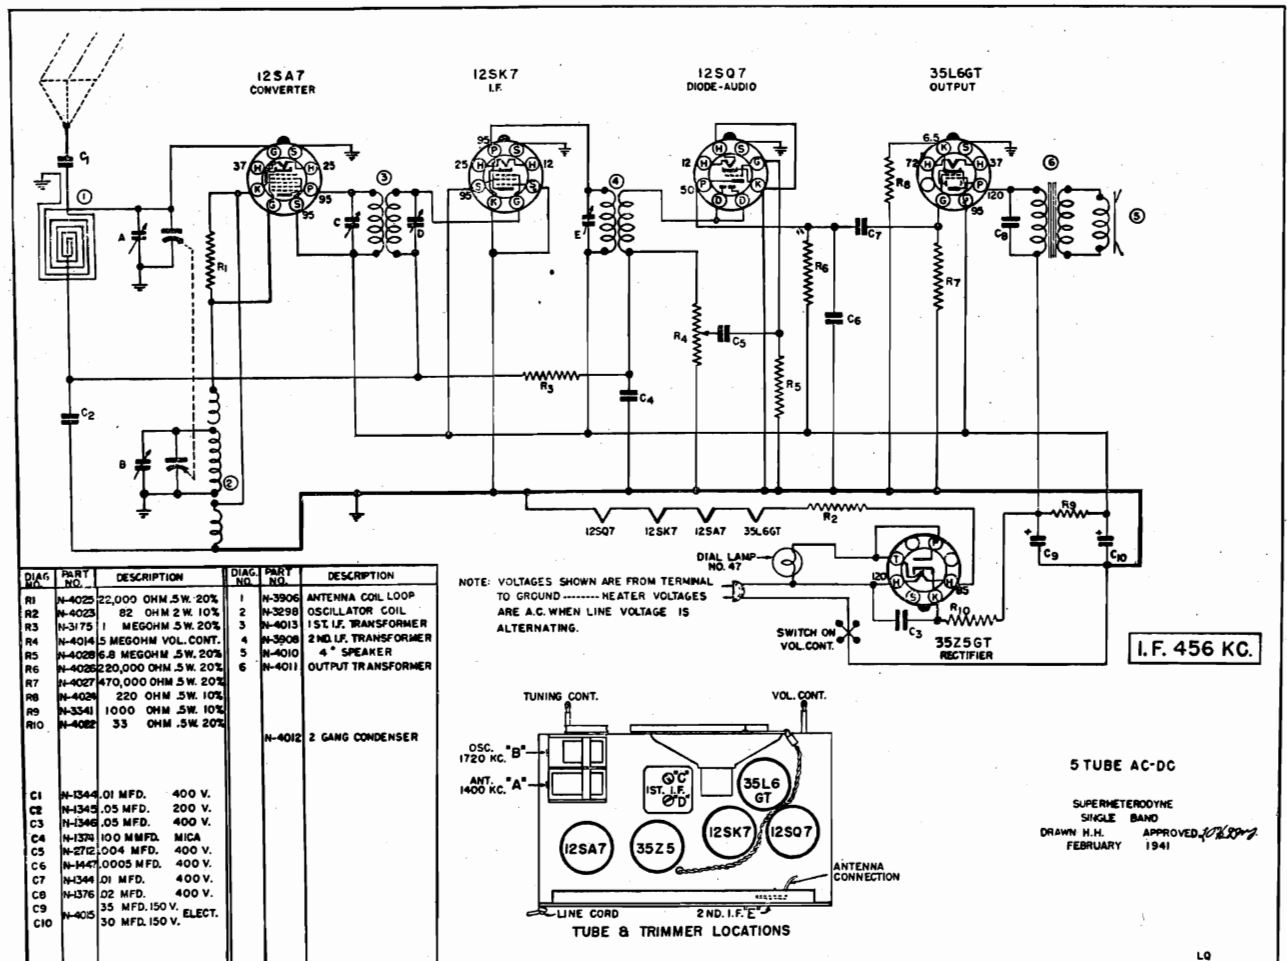 12SA7
CONVERTER
12SK7
I.F.
12SQ7
DIODE-AUDIO
35L6GT
OUTPUT
C1
1
A
37
G
S
H
H
25
K
P
95
G
S
95
R1
3
C
D
95
P
S
25
H
H
12
S
S
95
K
G
4
E
H
S
12
H
G
50
P
K
D
D
6.5
K
S
72
H
H
37
P
120
G
95
R8
C7
R6
C6
R7
C8
6
5
R4
C5
R5
R3
C4
C2
B
2
12SQ7
12SK7
12SA7
35L6GT
R2
R9
+
C9
+
C10
DIAL LAMP
NO. 47
T
P
120
H
H
85
S
K
R10
C3
35Z5GT
RECTIFIER
SWITCH ON
VOL.CONT.
NOTE: VOLTAGES SHOWN ARE FROM TERMINAL
TO GROUND -------- HEATER VOLTAGES
ARE A.C. WHEN LINE VOLTAGE IS
ALTERNATING.
I.F. 456 KC.
DIAG. NO. PART NO. DESCRIPTION
R1 N-4025 22,000 OHM .5W. 20%
R2 N-4023 82 OHM 2 W. 10%
R3 N-3175 1 MEGOHM .5W. 20%
R4 N-4014 .5 MEGOHM VOL. CONT.
R5 N-4028 6.8 MEGOHM .5W. 20%
R6 N-4026 220,000 OHM .5W. 20%
R7 N-4027 470,000 OHM .5W. 20%
R8 N-4024 220 OHM .5W. 10%
R9 N-3341 1000 OHM .5W. 10%
R10 N-4022 33 OHM .5W. 20%
C1 N-1344 .01 MFD. 400 V.
C2 N-1345 .05 MFD. 200 V.
C3 N-1346 .05 MFD. 400 V.
C4 N-1374 100 MMFD. MICA
C5 N-2712 .004 MFD. 400 V.
C6 N-1447 .0005 MFD. 400 V.
C7 N-1344 .01 MFD. 400 V.
C8 N-1376 .02 MFD. 400 V.
C9 35 MFD. 150 V.
N-4015 ELECT.
C10 30 MFD. 150 V.
DIAG. NO. PART NO. DESCRIPTION
1 N-3906 ANTENNA COIL LOOP
2 N-3298 OSCILLATOR COIL
3 N-4013 1 ST. I.F. TRANSFORMER
4 N-3908 2 ND. I.F. TRANSFORMER
5 N-4010 4" SPEAKER
6 N-4011 OUTPUT TRANSFORMER
N-4012 2 GANG CONDENSER
TUNING CONT.
VOL. CONT.
OSC. "B"
1720 KC.
ANT. "A"
1400 KC.
"C"
1ST. I.F.
"D"
35L6
GT
12SK7
12SQ7
12SA7
35Z5
ANTENNA
CONNECTION
LINE CORD
2 ND. I.F. "E"
TUBE & TRIMMER LOCATIONS
5 TUBE AC-DC
SUPERHETERODYNE
SINGLE BAND
DRAWN H.H. APPROVED
FEBRUARY 1941
LQ